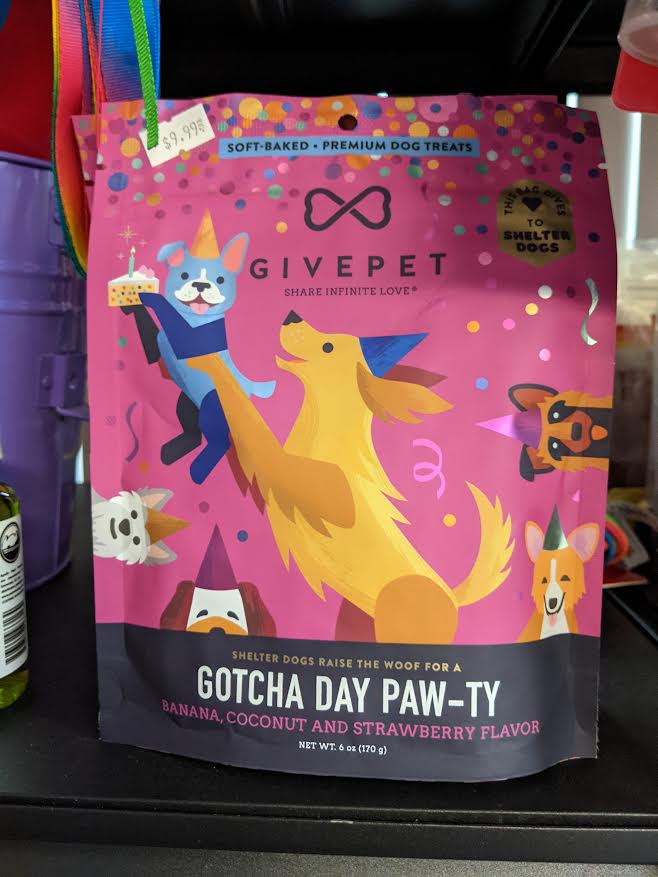 $9.99
SOFT-BAKED • PREMIUM DOG TREATS
THIS BAG GIVES
TO
SHELTER
DOGS
GIVEPET
SHARE INFINITE LOVE®
SHELTER DOGS RAISE THE WOOF FOR A
GOTCHA DAY PAW-TY
BANANA, COCONUT AND STRAWBERRY FLAVOR
NET WT. 6 oz (170 g)